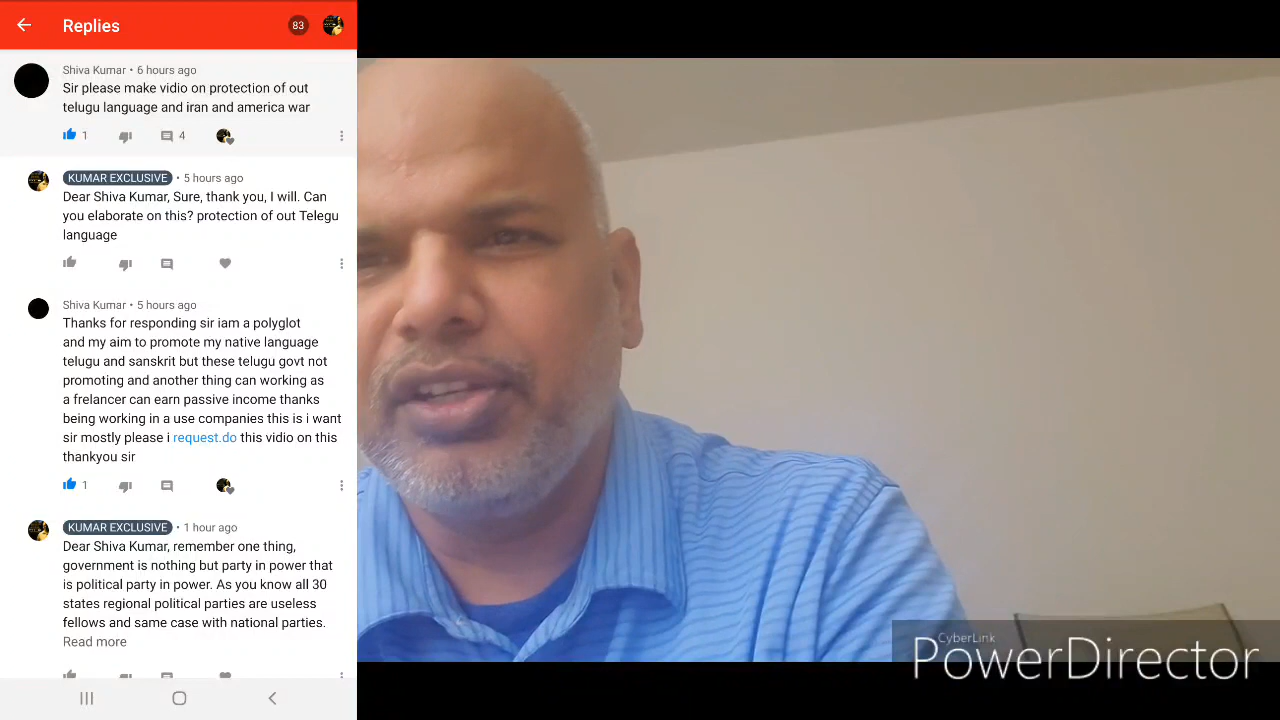 Replies
83
Shiva Kumar • 6 hours ago
Sir please make vidio on protection of out
telugu language and iran and america war
1
4
KUMAR EXCLUSIVE • 5 hours ago
Dear Shiva Kumar, Sure, thank you, I will. Can
you elaborate on this? protection of out Telegu
language
Shiva Kumar • 5 hours ago
Thanks for responding sir iam a polyglot
and my aim to promote my native language
telugu and sanskrit but these telugu govt not
promoting and another thing can working as
a frelancer can earn passive income thanks
being working in a use companies this is i want
sir mostly please i request.do this vidio on this
thankyou sir
1
KUMAR EXCLUSIVE • 1 hour ago
Dear Shiva Kumar, remember one thing,
government is nothing but party in power that
is political party in power. As you know all 30
states regional political parties are useless
fellows and same case with national parties.
Read more
CyberLink
PowerDirector